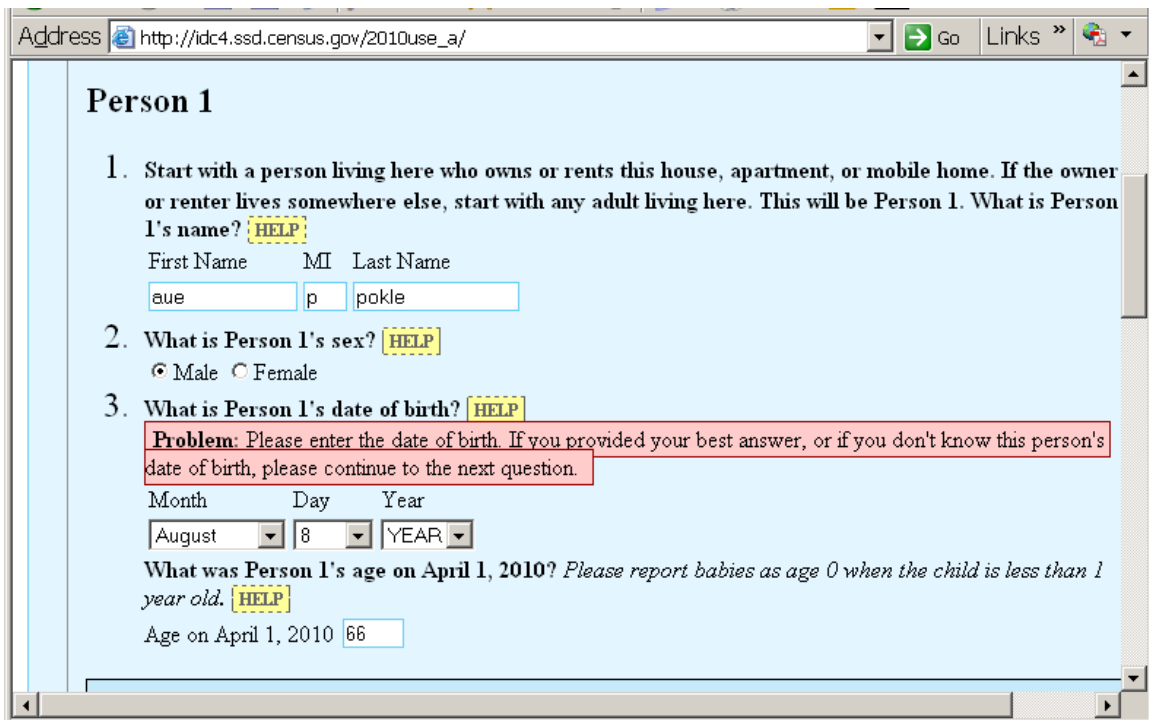 Address http://idc4.ssd.census.gov/2010use_a/ Go Links »
Person 1
1. Start with a person living here who owns or rents this house, apartment, or mobile home. If the owner
or renter lives somewhere else, start with any adult living here. This will be Person 1. What is Person
1's name? HELP
First Name MI Last Name
aue p pokle
2. What is Person 1's sex? HELP
Male Female
3. What is Person 1's date of birth? HELP
Problem: Please enter the date of birth. If you provided your best answer, or if you don't know this person's
date of birth, please continue to the next question.
Month Day Year
August 8 YEAR
What was Person 1's age on April 1, 2010? Please report babies as age 0 when the child is less than 1
year old. HELP
Age on April 1, 2010 66